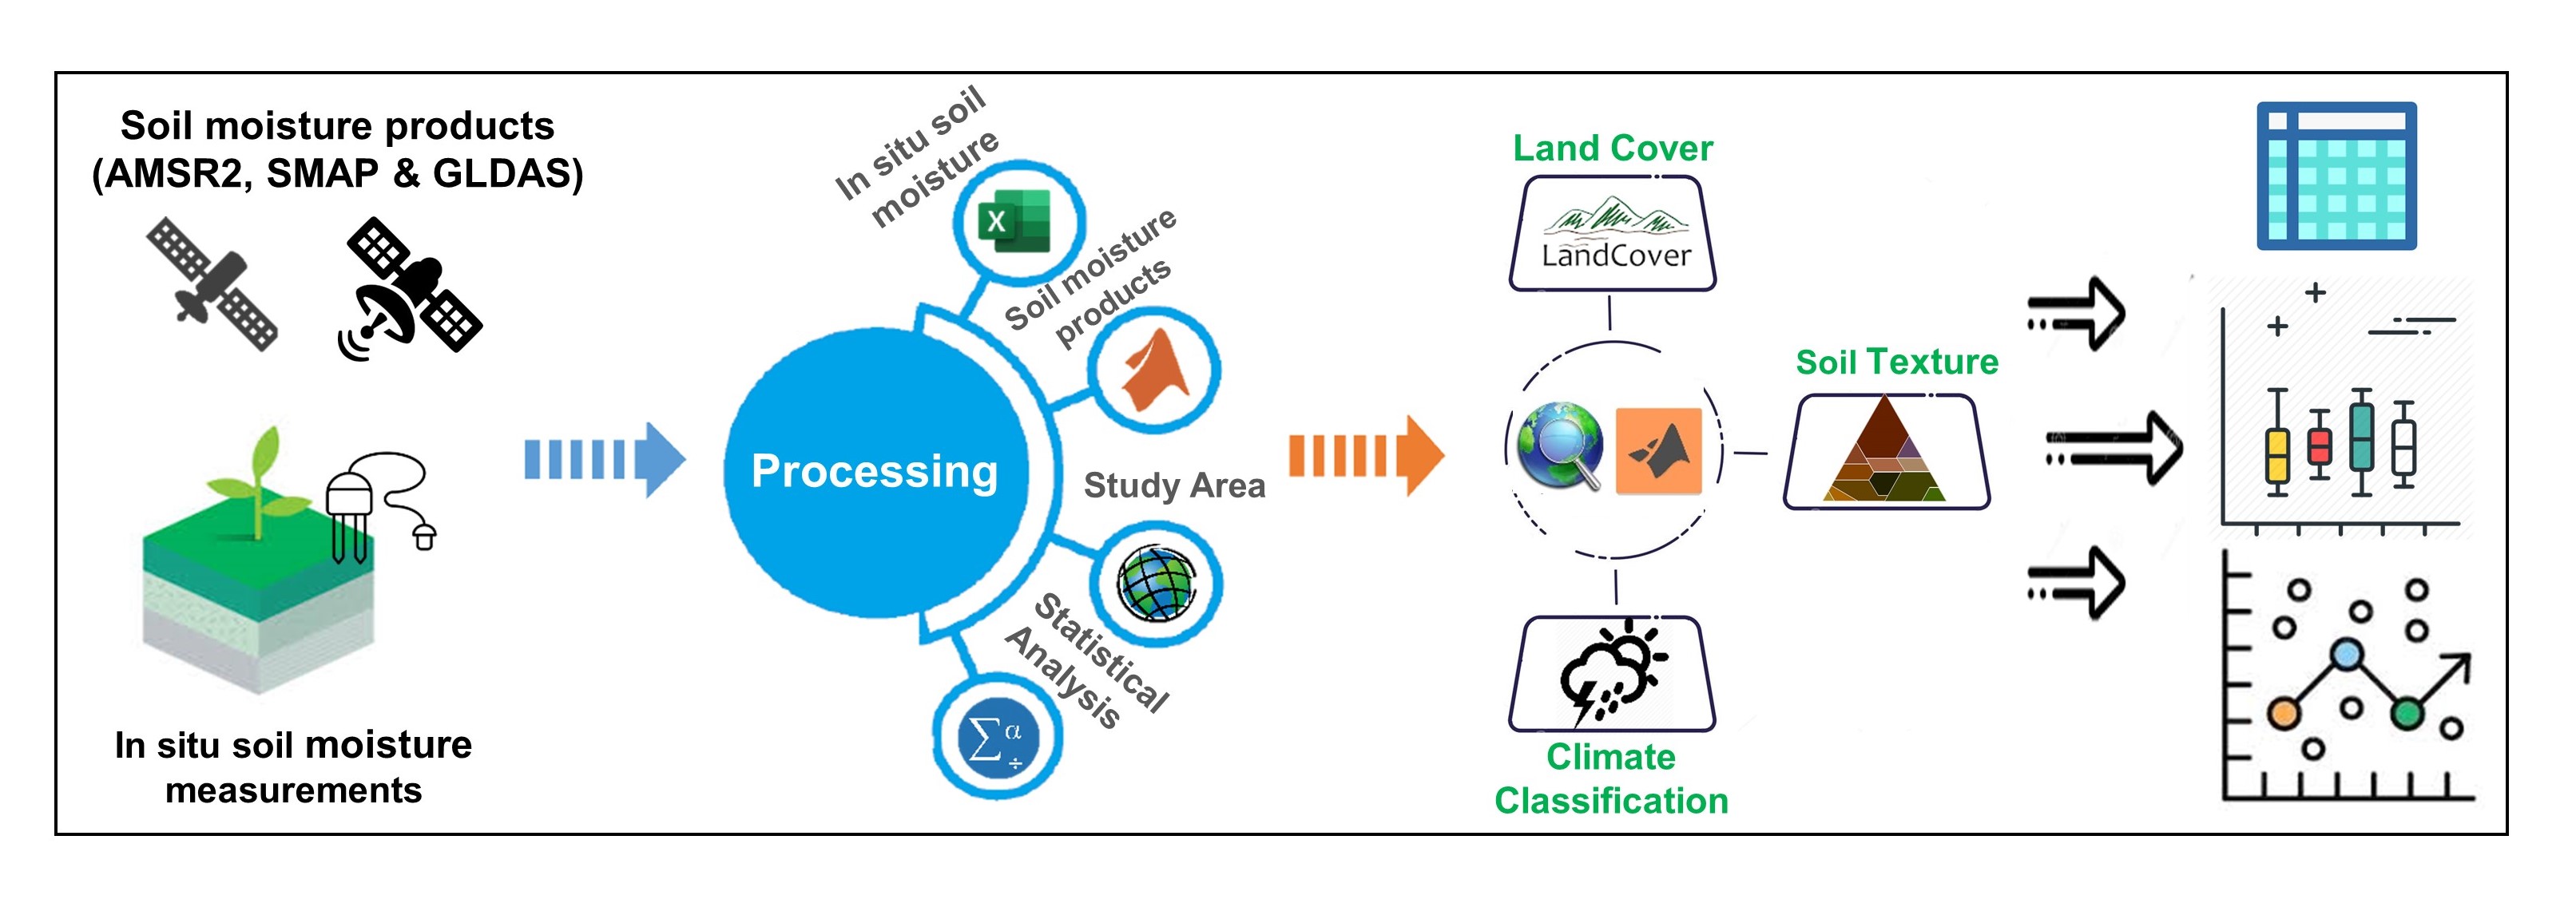 Soil moisture products
(AMSR2, SMAP & GLDAS)
In situ soil moisture
measurements
Processing
In situ soil
moisture
X
Soil moisture
products
Study Area
Statistical
Analysis
Σ α ÷
Land Cover
LandCover
Soil Texture
Climate
Classification